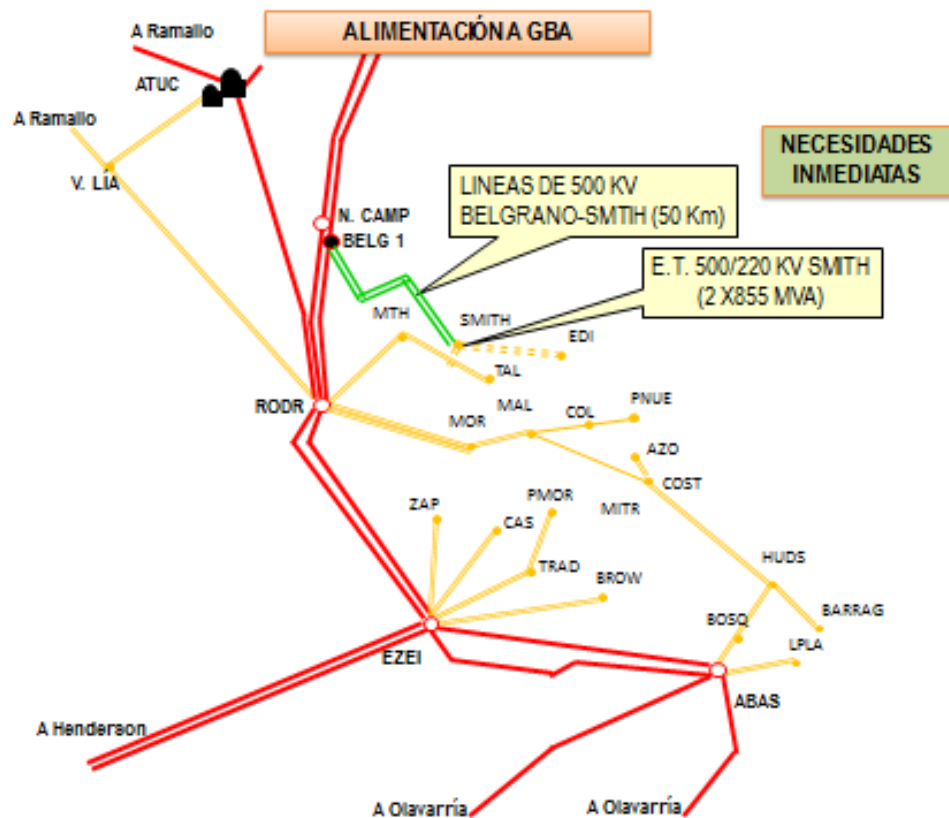 A Ramallo
ALIMENTACIÓN A GBA
ATUC
A Ramallo
NECESIDADES
INMEDIATAS
V. LÍA
LINEAS DE 500 KV
BELGRANO-SMTIH (50 Km)
N. CAMP
BELG 1
E.T. 500/220 KV SMITH
(2 X855 MVA)
MTH
SMITH
EDI
TAL
RODR
MOR
MAL
COL
PNUE
AZO
COST
ZAP
PMOR
CAS
MITR
TRAD
BROW
HUDS
BARRAG
BOSQ
LPLA
EZEI
ABAS
A Henderson
A Olavarría
A Olavarría